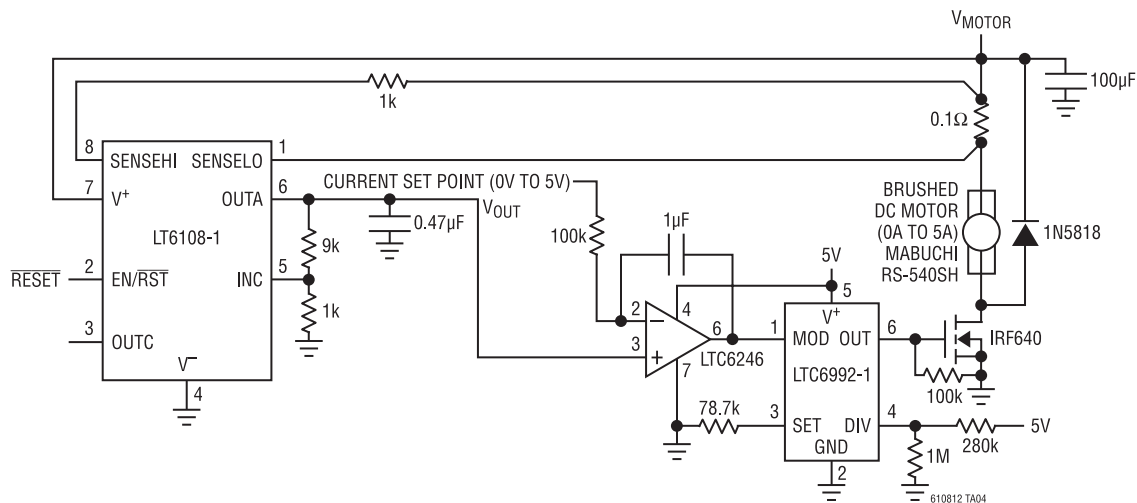 V_MOTOR
1k
100µF
0.1Ω
8
SENSEHI
SENSELO
1
7
V⁺
OUTA
6
CURRENT SET POINT (0V TO 5V)
V_OUT
LT6108-1
9k
0.47µF
100k
1µF
BRUSHED
DC MOTOR
(0A TO 5A)
MABUCHI
RS-540SH
1N5818
RESET
2
EN/RST
INC
5
1k
3
OUTC
V⁻
4
2
−
3
+
4
6
7
LTC6246
5V
5
V⁺
1
MOD
OUT
6
LTC6992-1
IRF640
100k
78.7k
3
SET
DIV
4
GND
2
1M
280k
5V
610812 TA04